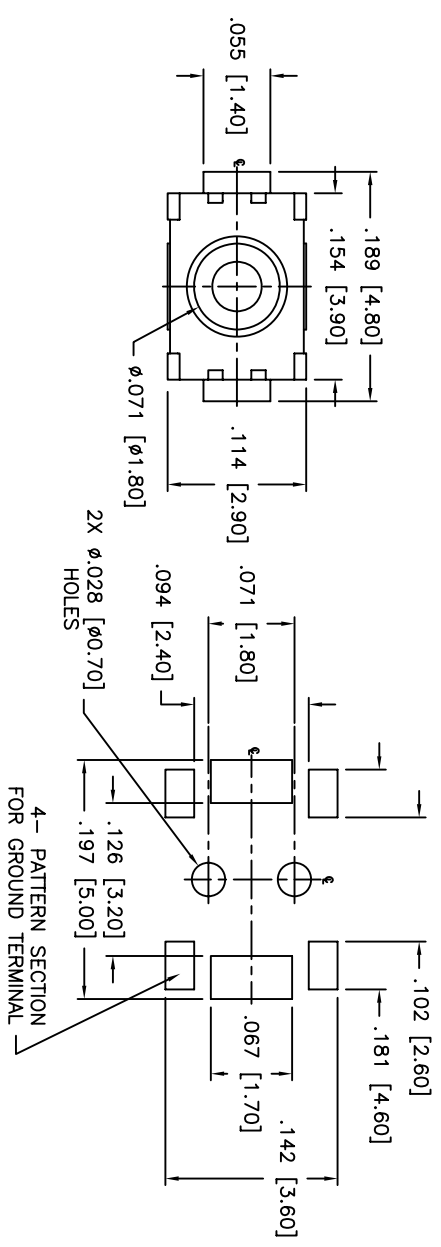 .055 [1.40]
.189 [4.80]
.154 [3.90]
ø.071 [ø1.80]
.114 [2.90]
2X ø.028 [ø0.70]
HOLES
.094 [2.40]
.071 [1.80]
.126 [3.20]
.197 [5.00]
4- PATTERN SECTION
FOR GROUND TERMINAL
.067 [1.70]
.102 [2.60]
.181 [4.60]
.142 [3.60]